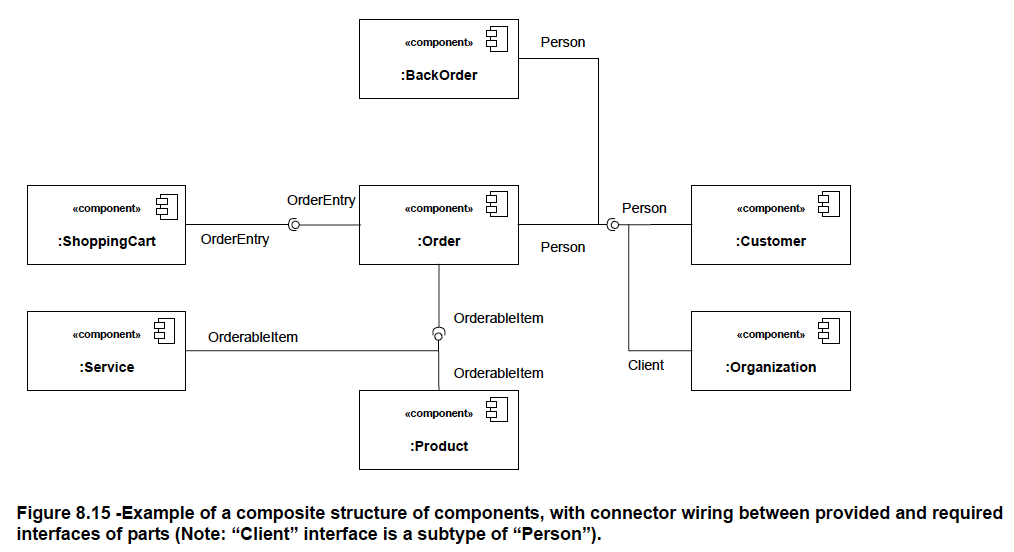 «component»
:BackOrder
Person
«component»
:ShoppingCart
OrderEntry
OrderEntry
«component»
:Order
Person
Person
«component»
:Customer
«component»
:Service
OrderableItem
OrderableItem
OrderableItem
«component»
:Product
Client
«component»
:Organization
Figure 8.15 -Example of a composite structure of components, with connector wiring between provided and required
interfaces of parts (Note: “Client” interface is a subtype of “Person”).